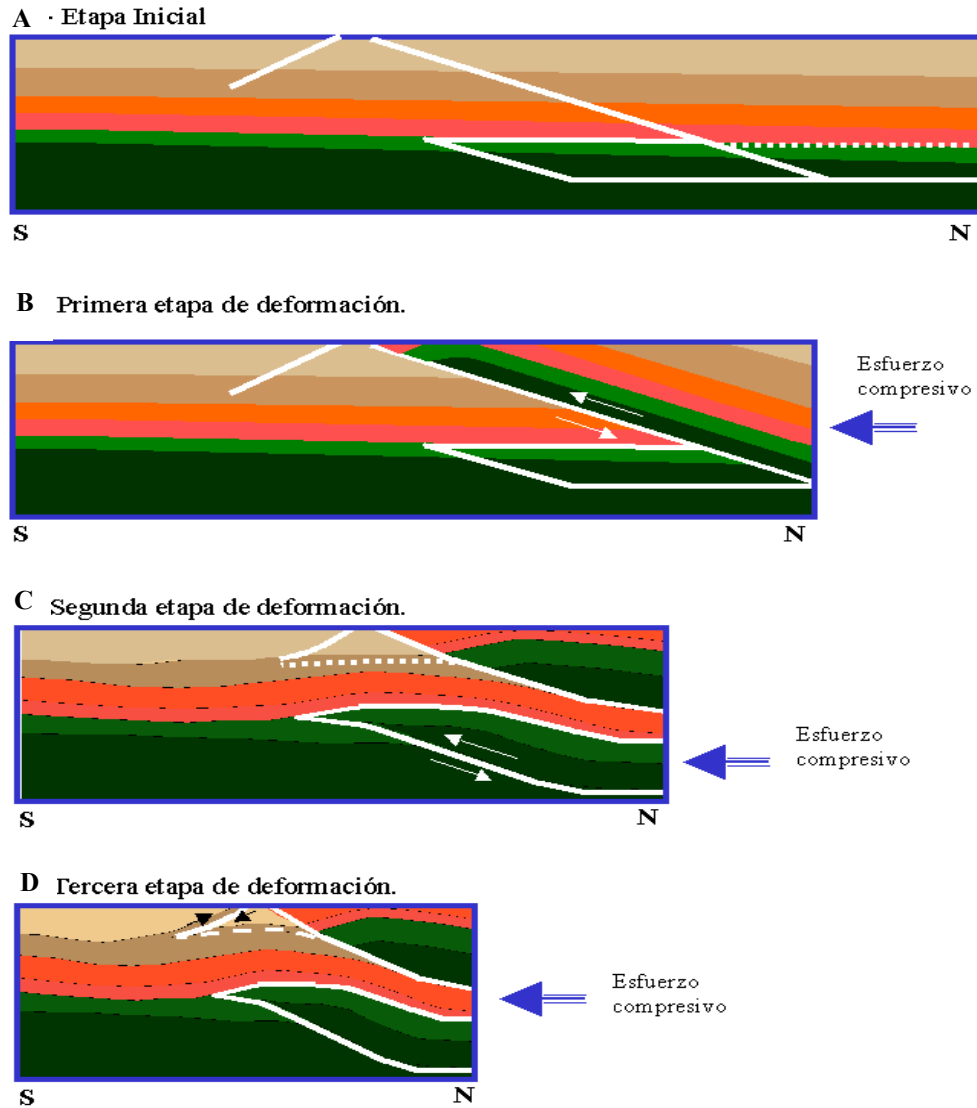 A · Etapa Inicial
S N
B Primera etapa de deformación.
Esfuerzo
compresivo
S N
C Segunda etapa de deformación.
Esfuerzo
compresivo
S N
D Tercera etapa de deformación.
Esfuerzo
compresivo
S N